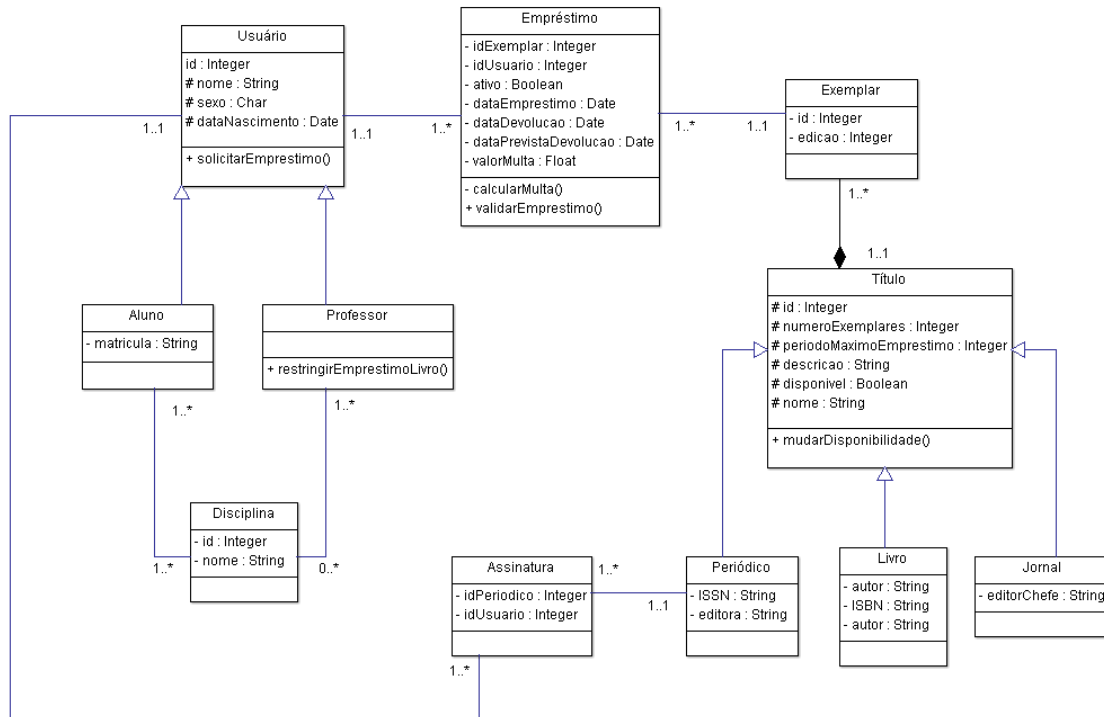 Usuário
id : Integer
# nome : String
# sexo : Char
# dataNascimento : Date
+ solicitarEmprestimo()
1..1
1..1
1..*
Empréstimo
- idExemplar : Integer
- idUsuario : Integer
- ativo : Boolean
- dataEmprestimo : Date
- dataDevolucao : Date
- dataPrevistaDevolucao : Date
- valorMulta : Float
- calcularMulta()
+ validarEmprestimo()
1..*
1..1
Exemplar
- id : Integer
- edicao : Integer
1..*
1..1
Título
# id : Integer
# numeroExemplares : Integer
# periodoMaximoEmprestimo : Integer
# descricao : String
# disponivel : Boolean
# nome : String
+ mudarDisponibilidade()
Aluno
- matricula : String
1..*
Professor
+ restringirEmprestimoLivro()
1..*
Disciplina
- id : Integer
- nome : String
1..*
0..*
Assinatura
- idPeriodico : Integer
- idUsuario : Integer
1..*
1..*
1..1
Periódico
- ISSN : String
- editora : String
Livro
- autor : String
- ISBN : String
- autor : String
Jornal
- editorChefe : String